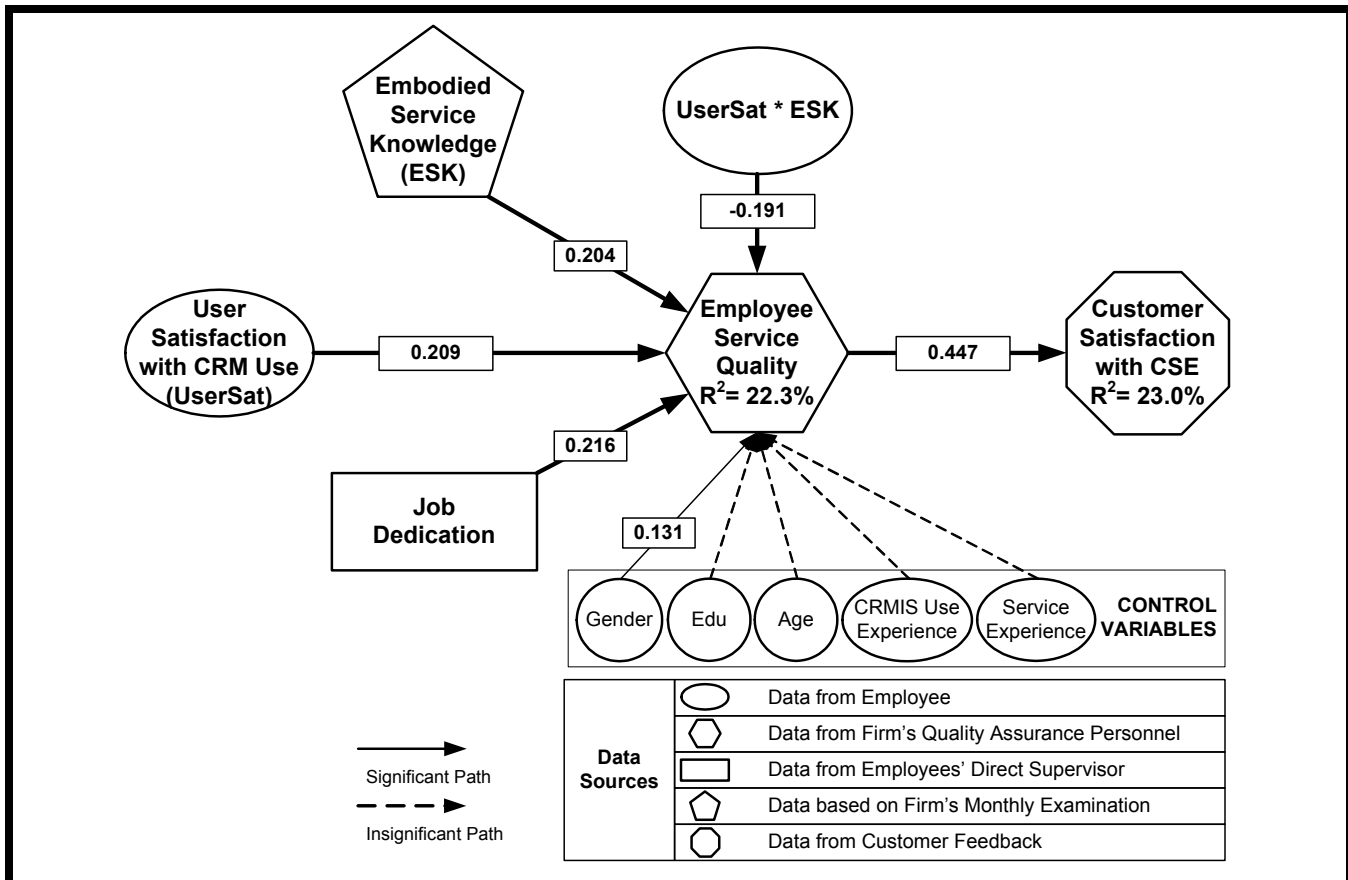 Embodied
Service
Knowledge
(ESK)
UserSat * ESK
-0.191
0.204
User
Satisfaction
with CRM Use
(UserSat)
0.209
Employee
Service
Quality
R²= 22.3%
0.447
Customer
Satisfaction
with CSE
R²= 23.0%
0.216
Job
Dedication
0.131
Gender
Edu
Age
CRMIS Use
Experience
Service
Experience
CONTROL
VARIABLES
Significant Path
Insignificant Path
Data
Sources
Data from Employee
Data from Firm's Quality Assurance Personnel
Data from Employees' Direct Supervisor
Data based on Firm's Monthly Examination
Data from Customer Feedback